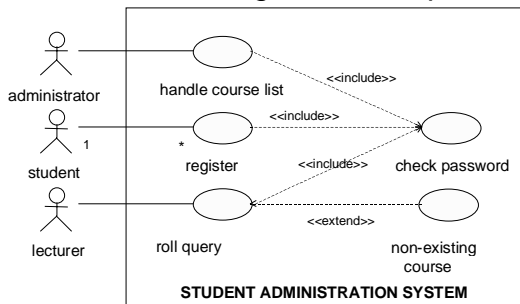 administrator
handle course list
<<include>>
1
*
<<include>>
student
register
<<include>>
check password
lecturer
roll query
<<extend>>
non-existing
course
STUDENT ADMINISTRATION SYSTEM